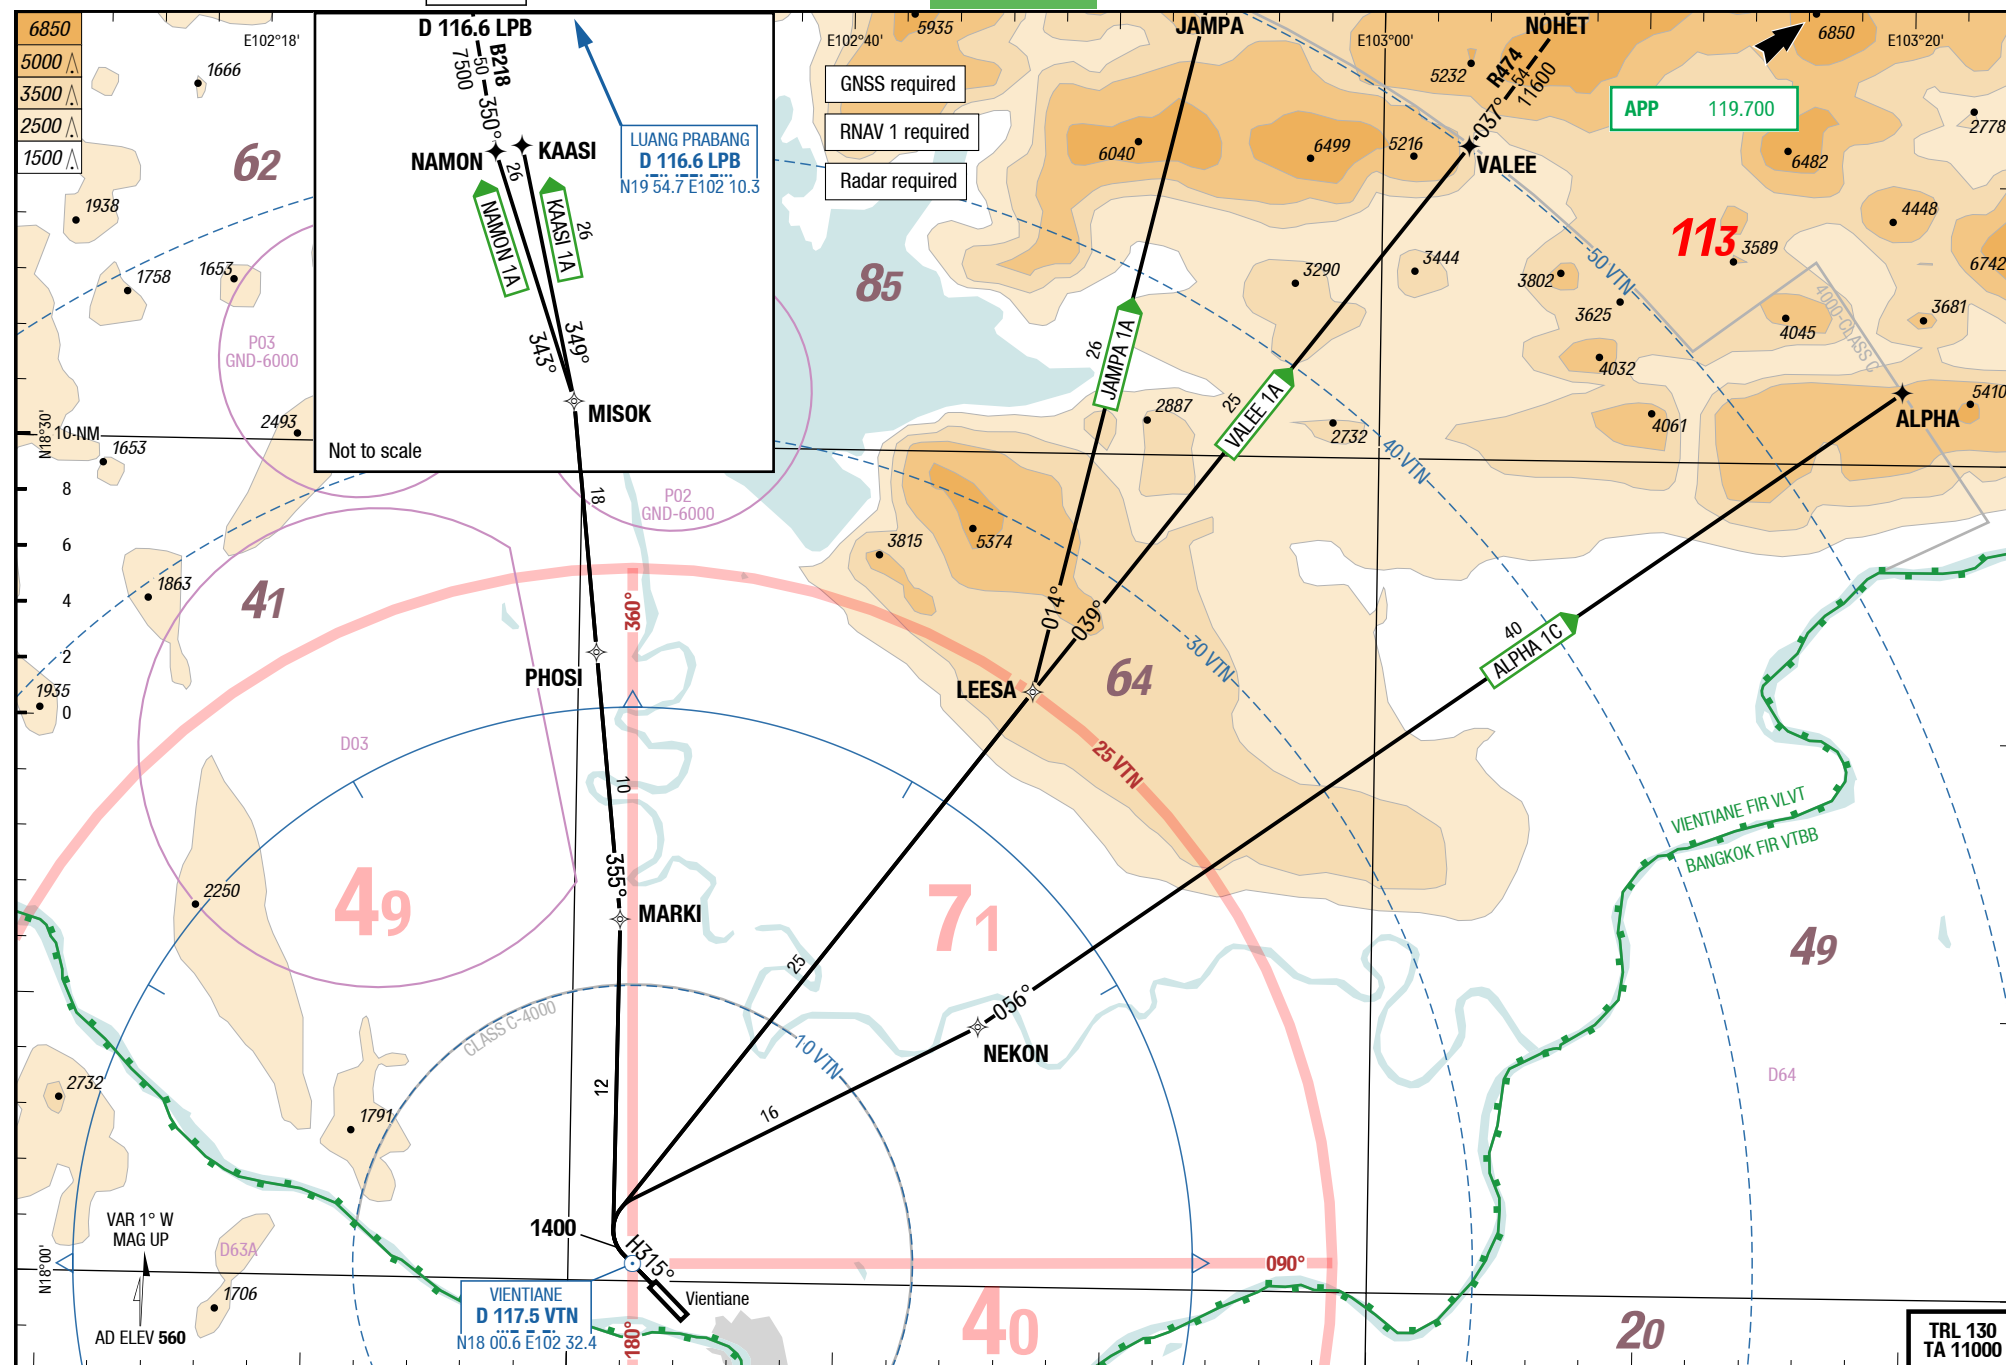 6850
5000
3500
2500
1500
E102°18'
E102°40'
E103°00'
E103°20'
D 116.6 LPB
B218
50
7500
350°
NAMON
KAASI
26
26
NAMON 1A
KAASI 1A
343°
349°
MISOK
Not to scale
LUANG PRABANG
D 116.6 LPB
N19 54.7 E102 10.3
GNSS required
RNAV 1 required
Radar required
JAMPA
NOHET
R474
54
11600
037°
VALEE
APP 119.700
5935
5232
6850
1666
62
6040
6499
5216
6482
2778
1938
4448
113
3589
6742
1758
1653
85
3290
3444
3802
3625
50 VTN
4000-CLASS C
4045
3681
P03
GND-6000
26
JAMPA 1A
4032
25
VALEE 1A
2887
2732
4061
5410
ALPHA
40 VTN
N18°30'
10 NM
2493
1653
8
6
4
2
0
18
P02
GND-6000
3815
5374
1863
41
360°
014°
039°
30 VTN
64
40
ALPHA 1C
PHOSI
LEESA
1935
D03
10
25 VTN
VIENTIANE FIR VLVT
BANGKOK FIR VTBB
355°
MARKI
2250
49
71
49
25
056°
NEKON
CLASS C-4000
10 VTN
D64
2732
12
16
1791
VAR 1° W
MAG UP
D63A
1400
H315°
N18°00'
090°
1706
AD ELEV 560
VIENTIANE
D 117.5 VTN
N18 00.6 E102 32.4
Vientiane
180°
40
20
TRL 130
TA 11000